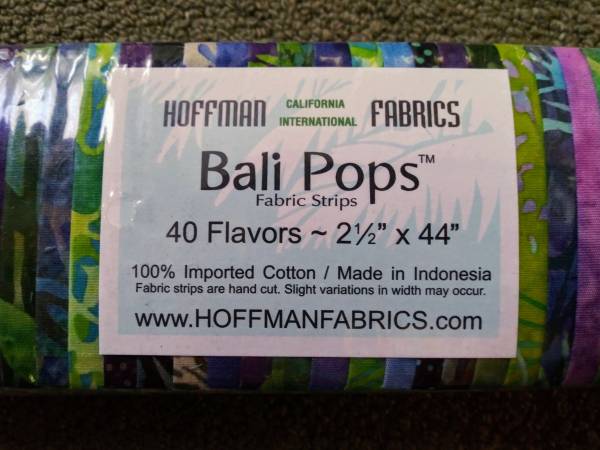 HOFFMAN CALIFORNIA INTERNATIONAL FABRICS
Bali Pops™
Fabric Strips
40 Flavors ~ 2½” x 44”
100% Imported Cotton / Made in Indonesia
Fabric strips are hand cut. Slight variations in width may occur.
www.HOFFMANFABRICS.com